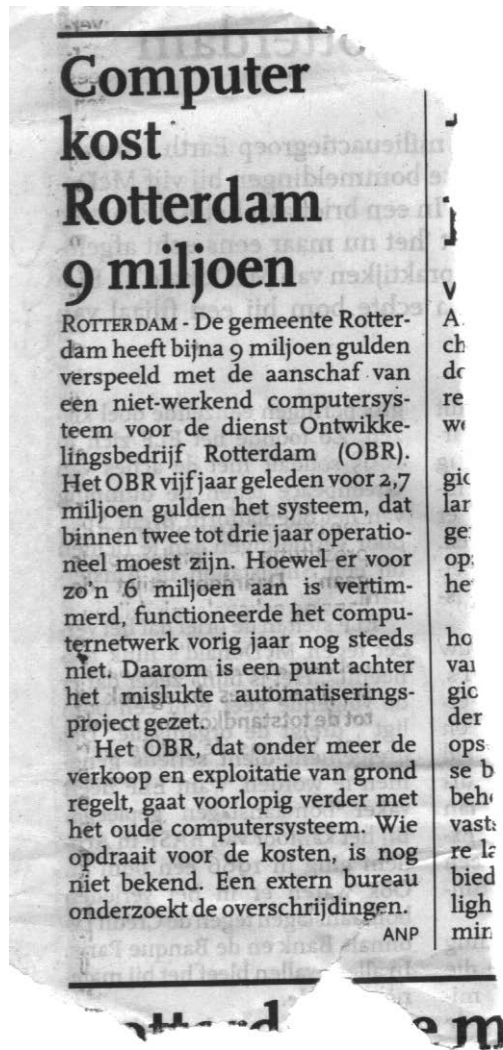 Computer
kost
Rotterdam
9 miljoen
ROTTERDAM - De gemeente Rotter-
dam heeft bijna 9 miljoen gulden
verspeeld met de aanschaf van
een niet-werkend computersys-
teem voor de dienst Ontwikke-
lingsbedrijf Rotterdam (OBR).
Het OBR vijf jaar geleden voor 2,7
miljoen gulden het systeem, dat
binnen twee tot drie jaar operatio-
neel moest zijn. Hoewel er voor
zo'n 6 miljoen aan is vertim-
merd, functioneerde het compu-
ternetwerk vorig jaar nog steeds
niet. Daarom is een punt achter
het mislukte automatiserings-
project gezet.
Het OBR, dat onder meer de
verkoop en exploitatie van grond
regelt, gaat voorlopig verder met
het oude computersysteem. Wie
opdraait voor de kosten, is nog
niet bekend. Een extern bureau
onderzoekt de overschrijdingen.
ANP